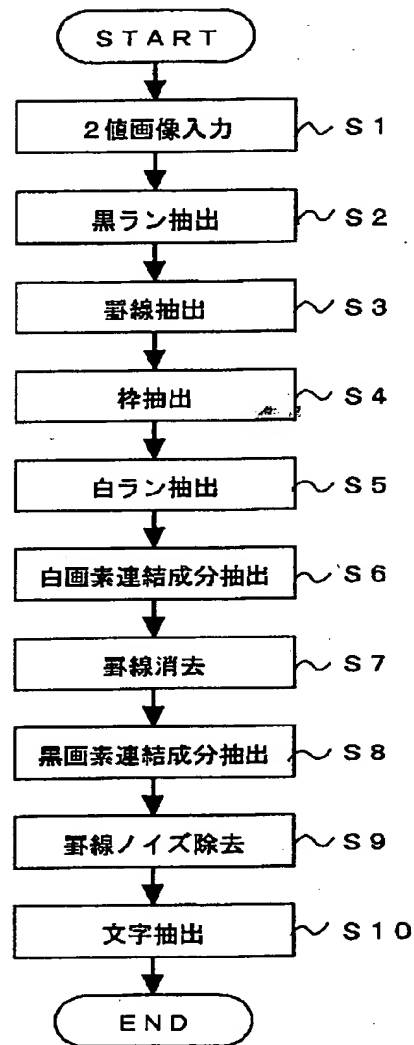 START
2値画像入力 S1
黒ラン抽出 S2
罫線抽出 S3
枠抽出 S4
白ラン抽出 S5
白画素連結成分抽出 S6
罫線消去 S7
黒画素連結成分抽出 S8
罫線ノイズ除去 S9
文字抽出 S10
END